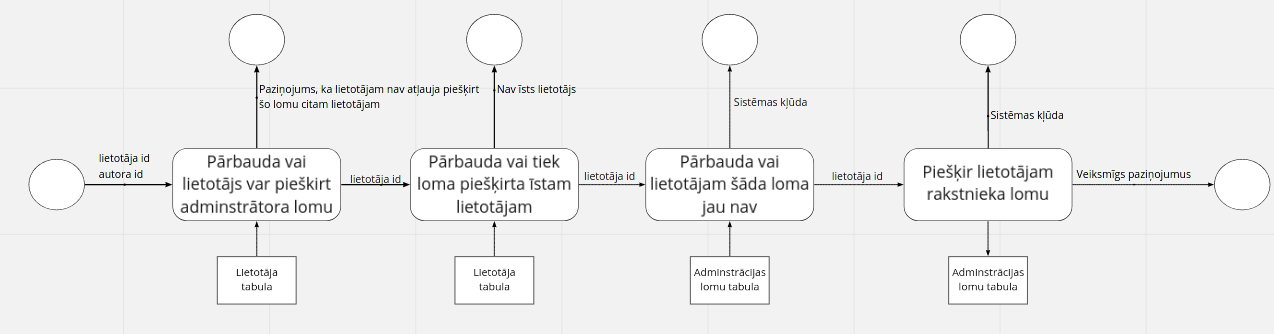 Paziņojums, ka lietotājam nav atļauja piešķirt
šo lomu citam lietotājam
Nav īsts lietotājs
Sistēmas kļūda
Sistēmas kļūda
lietotāja id
autora id
Pārbauda vai
lietotājs var piešķirt
adminstrātora lomu
lietotāja id
Pārbauda vai tiek
loma piešķirta īstam
lietotājam
lietotāja id
Pārbauda vai
lietotājam šāda loma
jau nav
lietotāja id
Piešķir lietotājam
rakstnieka lomu
Veiksmīgs paziņojumus
LIetotāja
tabula
LIetotāja
tabula
Adminstrācijas
lomu tabula
Adminstrācijas
lomu tabula